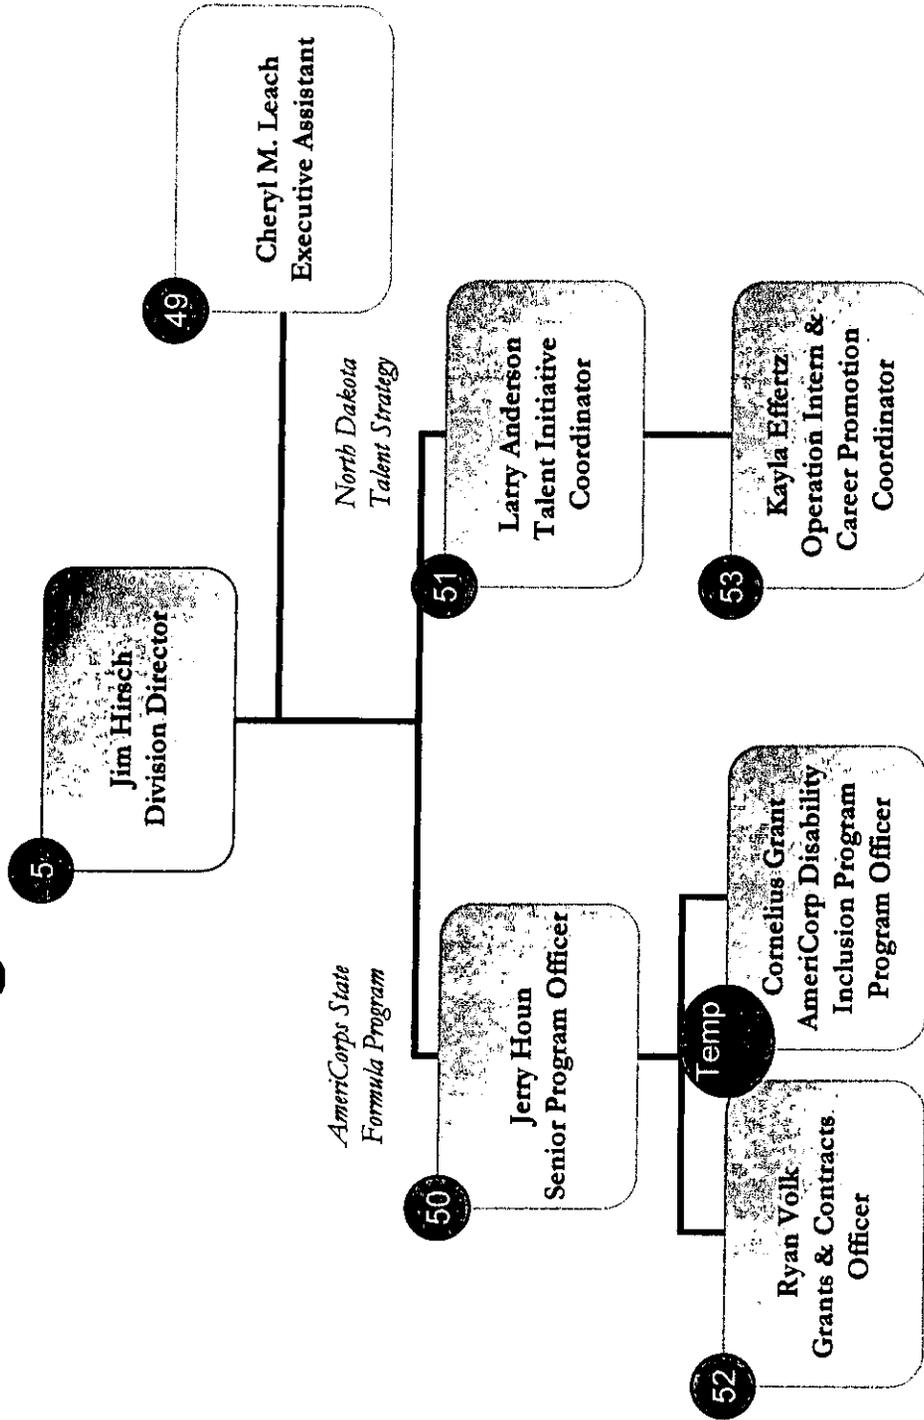 5
Jim Hirsch
Division Director
49
Cheryl M. Leach
Executive Assistant
AmeriCorps State
Formula Program
North Dakota
Talent Strategy
50
Jerry Houn
Senior Program Officer
51
Larry Anderson
Talent Initiative
Coordinator
52
Ryan Volk
Grants & Contracts
Officer
Temp
Cornelius Grant
AmeriCorp Disability
Inclusion Program
Program Officer
53
Kayla Effertz
Operation Intern &
Career Promotion
Coordinator